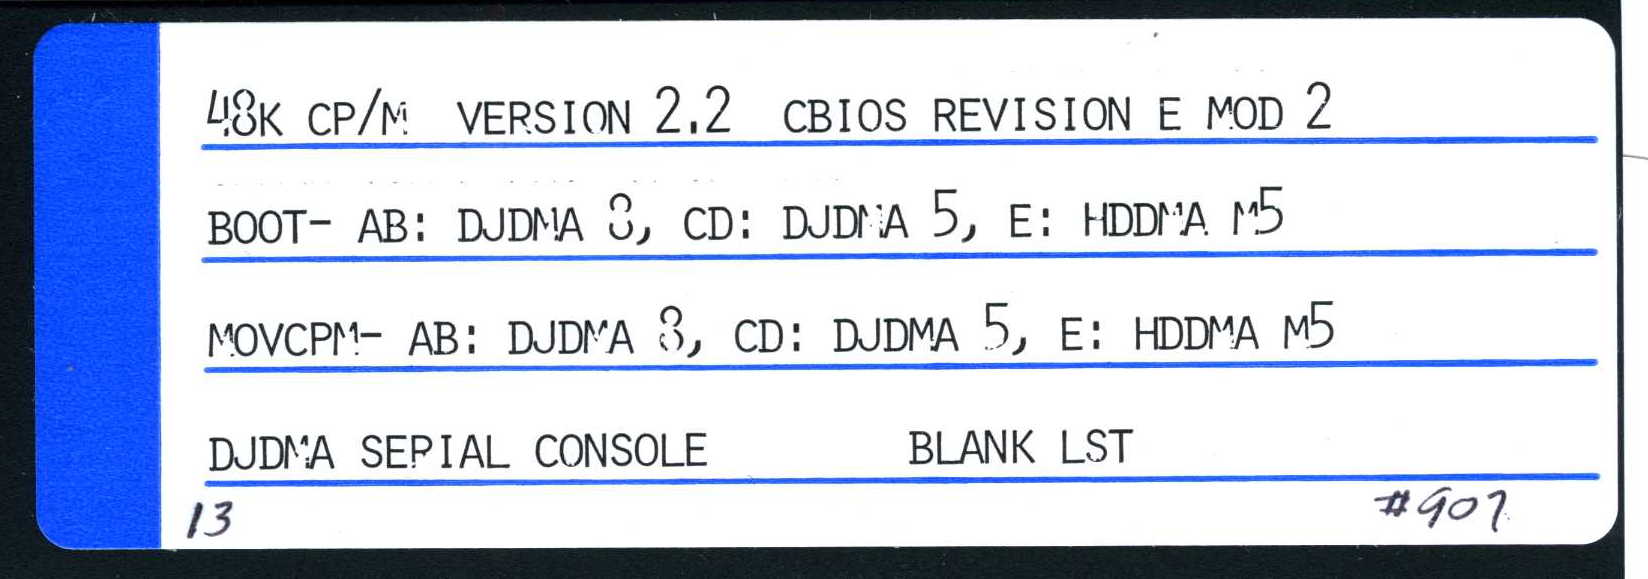 48K CP/M VERSION 2.2 CBIOS REVISION E MOD 2
BOOT- AB: DJDMA 8, CD: DJDMA 5, E: HDDMA M5
MOVCPM- AB: DJDMA 8, CD: DJDMA 5, E: HDDMA M5
DJDMA SERIAL CONSOLE BLANK LST
13 #907